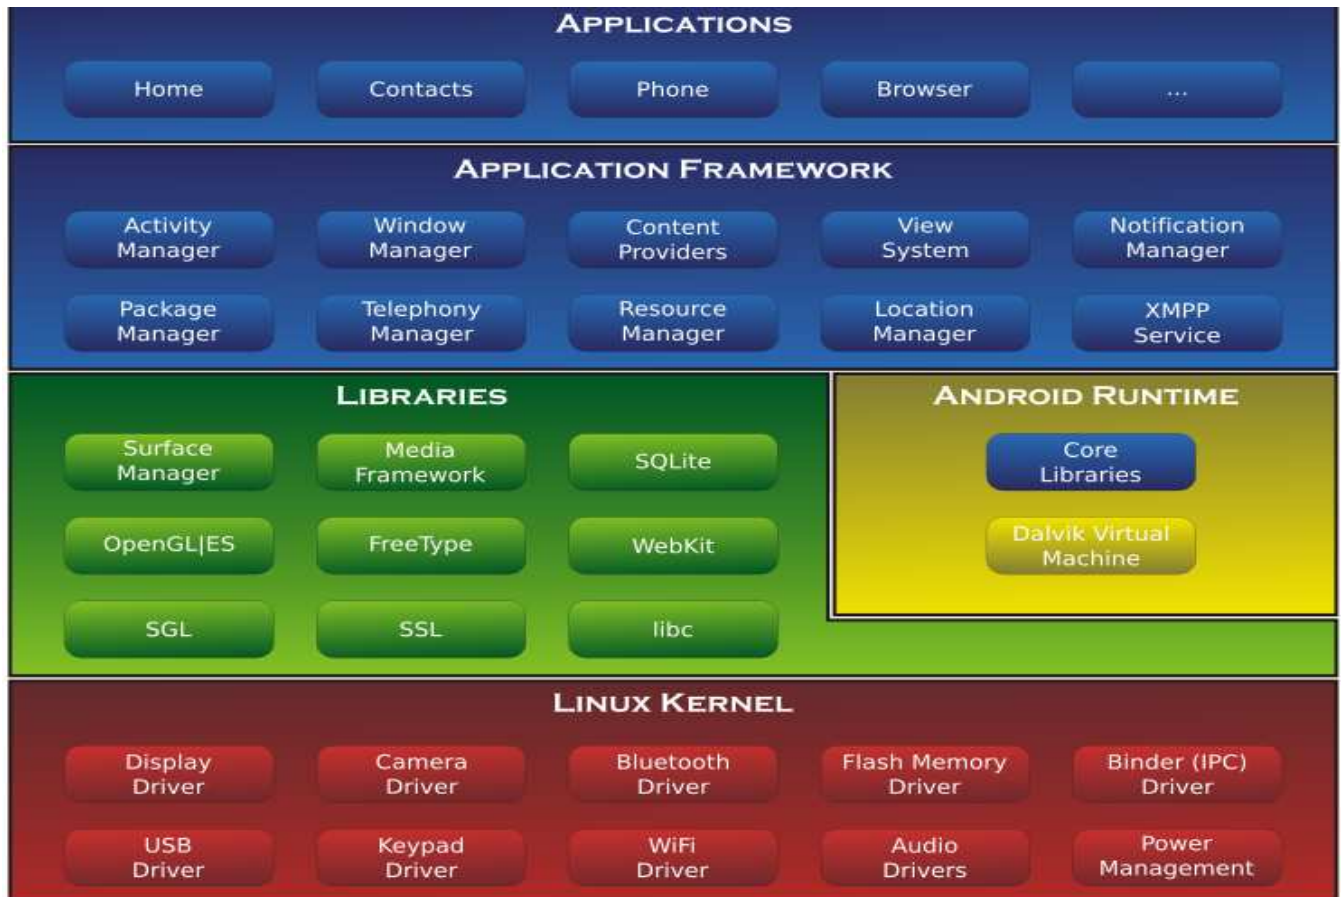 APPLICATIONS
Home
Contacts
Phone
Browser
...
APPLICATION FRAMEWORK
Activity
Manager
Window
Manager
Content
Providers
View
System
Notification
Manager
Package
Manager
Telephony
Manager
Resource
Manager
Location
Manager
XMPP
Service
LIBRARIES
Surface
Manager
Media
Framework
SQLite
OpenGL|ES
FreeType
WebKit
SGL
SSL
libc
ANDROID RUNTIME
Core
Libraries
Dalvik Virtual
Machine
LINUX KERNEL
Display
Driver
Camera
Driver
Bluetooth
Driver
Flash Memory
Driver
Binder (IPC)
Driver
USB
Driver
Keypad
Driver
WiFi
Driver
Audio
Drivers
Power
Management